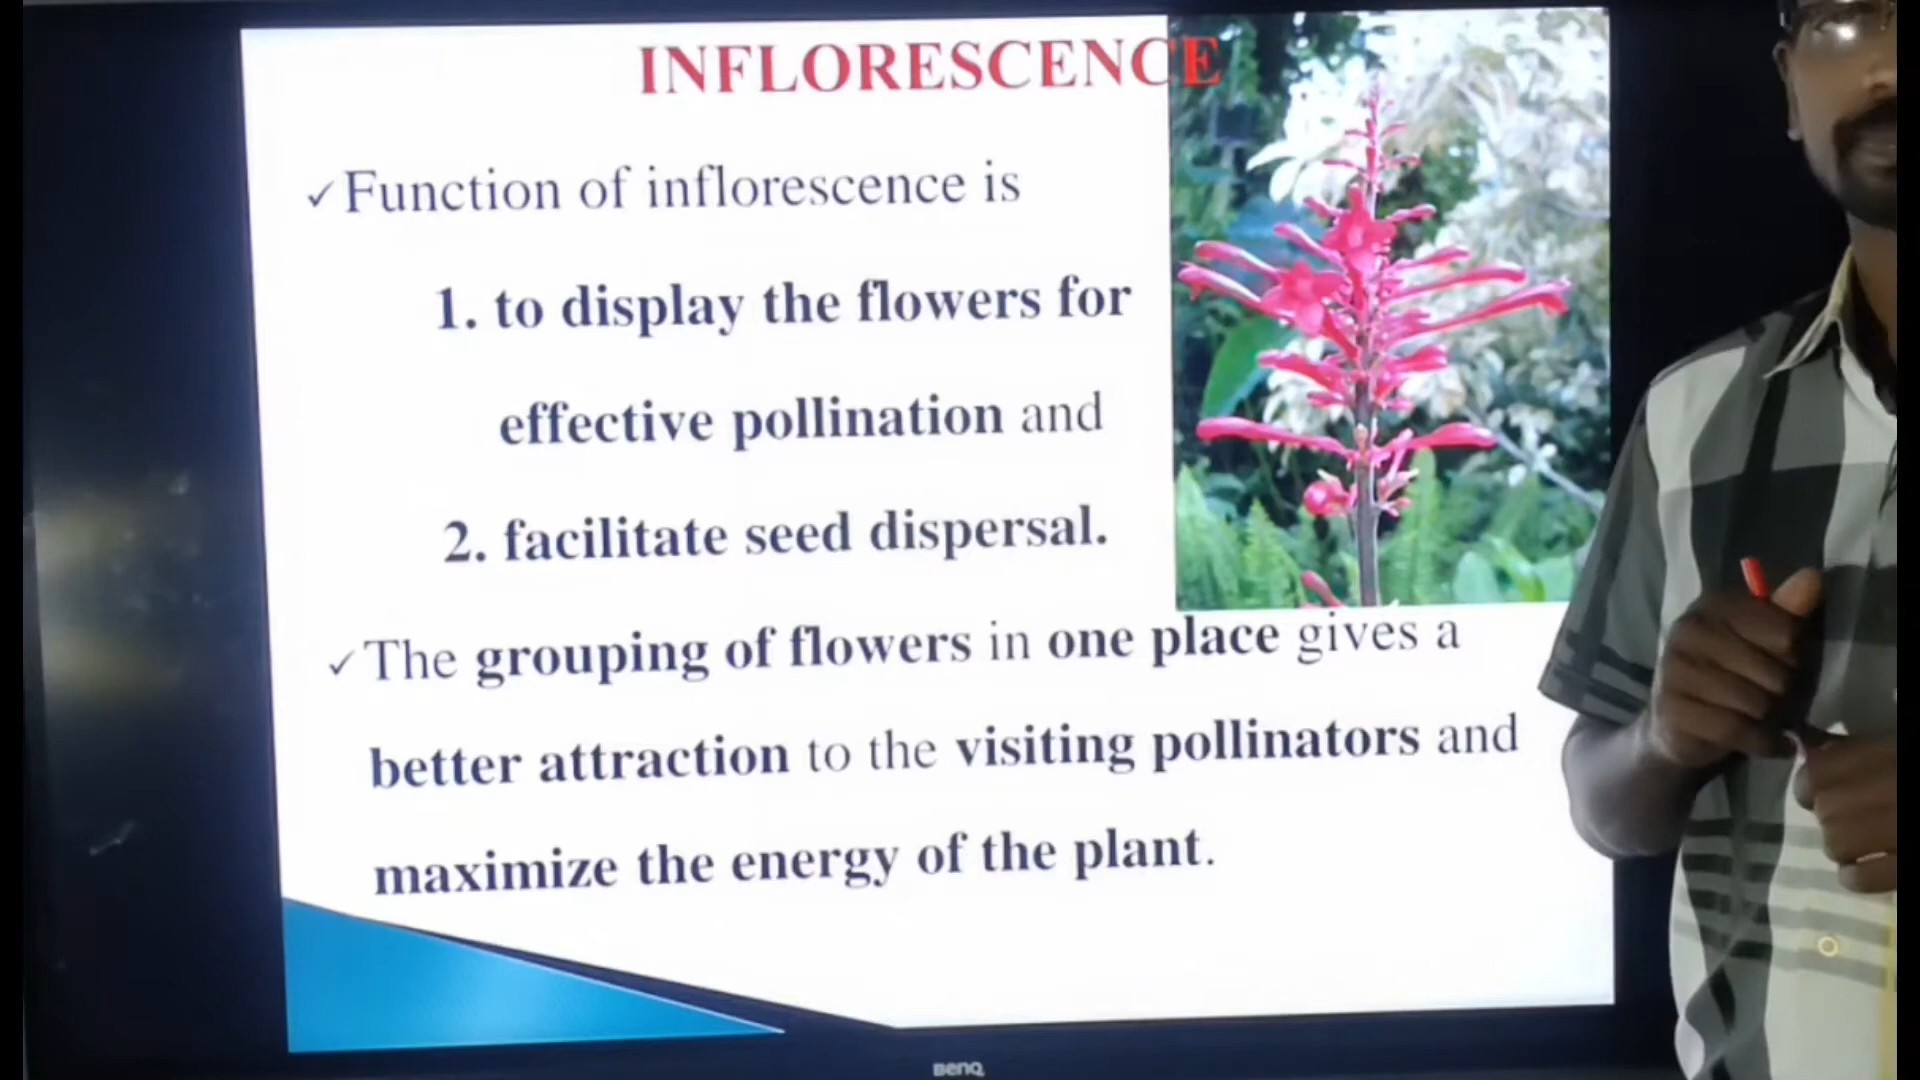 INFLORESCENCE
✓Function of inflorescence is
1. to display the flowers for
effective pollination and
2. facilitate seed dispersal.
✓The grouping of flowers in one place gives a
better attraction to the visiting pollinators and
maximize the energy of the plant.
BenQ